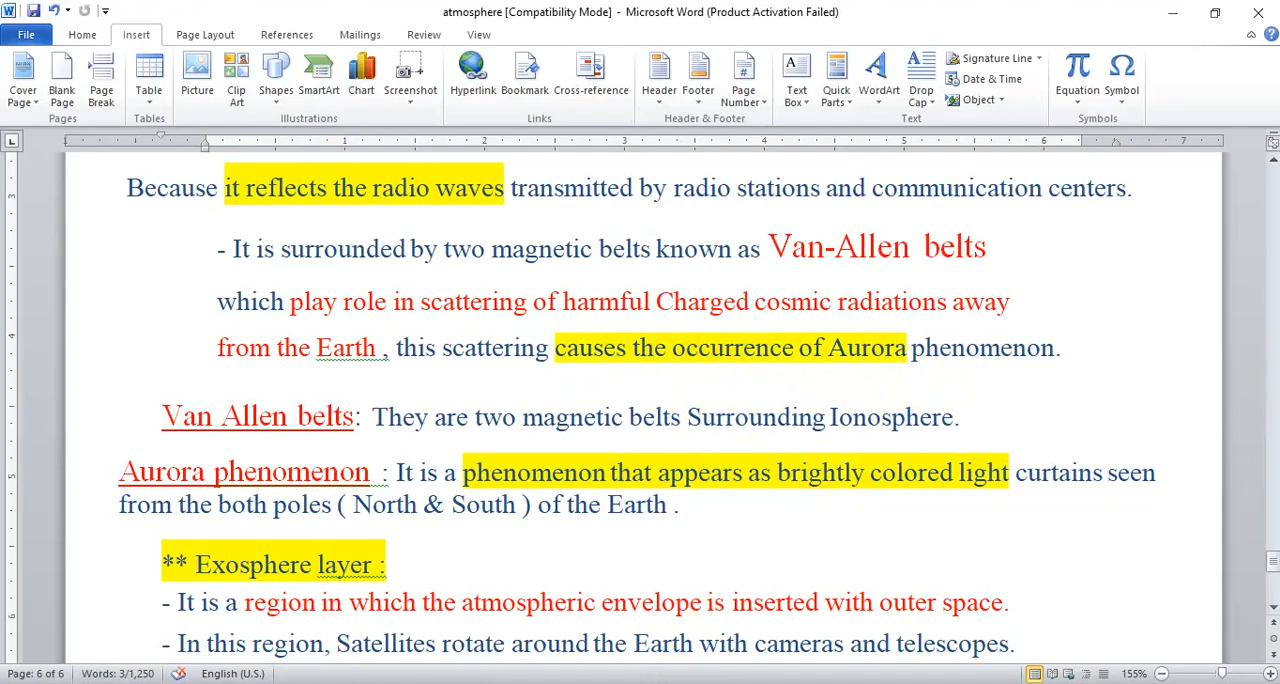 atmosphere [Compatibility Mode] - Microsoft Word (Product Activation Failed)
File Home Insert Page Layout References Mailings Review View
Cover Page Blank Page Page Break Table Picture Clip Art Shapes SmartArt Chart Screenshot Hyperlink Bookmark Cross-reference Header Footer Page Number Text Box Quick Parts WordArt Drop Cap Signature Line Date & Time Object Equation Symbol
Pages Tables Illustrations Links Header & Footer Text Symbols
1 2 3 4 5 6 7
Because it reflects the radio waves transmitted by radio stations and communication centers.
- It is surrounded by two magnetic belts known as Van-Allen belts
which play role in scattering of harmful Charged cosmic radiations away
from the Earth , this scattering causes the occurrence of Aurora phenomenon.
Van Allen belts: They are two magnetic belts Surrounding Ionosphere.
Aurora phenomenon : It is a phenomenon that appears as brightly colored light curtains seen
from the both poles ( North & South ) of the Earth .
** Exosphere layer :
- It is a region in which the atmospheric envelope is inserted with outer space.
- In this region, Satellites rotate around the Earth with cameras and telescopes.
Page: 6 of 6 Words: 3/1,250 English (U.S.) 155%